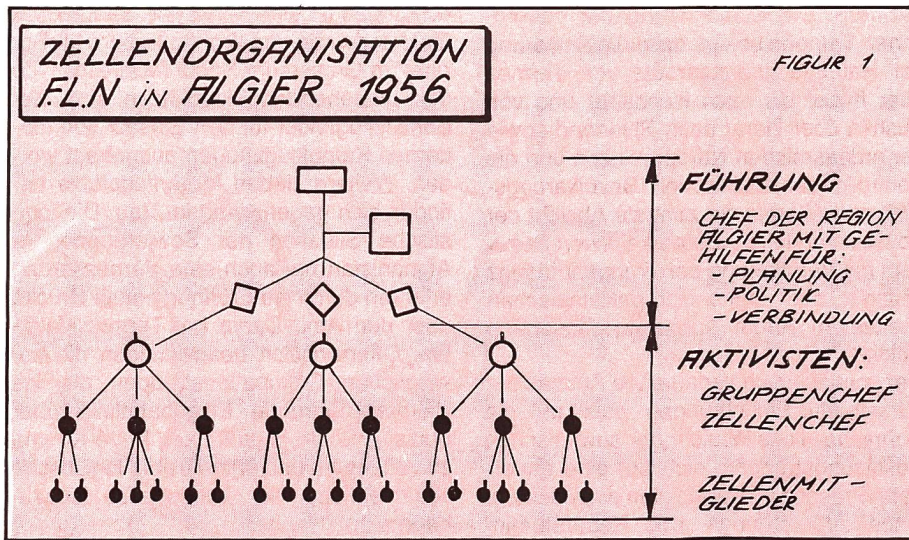 ZELLENORGANISATION
F.L.N IN ALGIER 1956
FIGUR 1
FÜHRUNG
CHEF DER REGION
ALGIER MIT GE-
HILFEN FÜR:
- PLANUNG
- POLITIK
- VERBINDUNG
AKTIVISTEN:
GRUPPENCHEF
ZELLENCHEF
ZELLENMIT-
GLIEDER